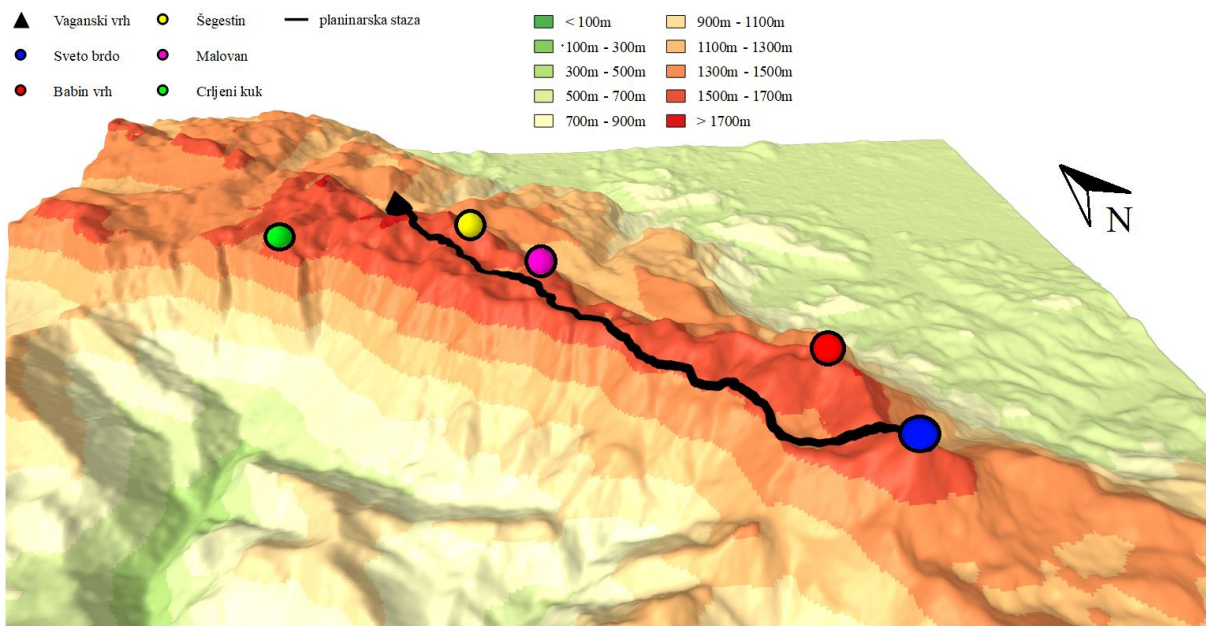 Vaganski vrh
Sveto brdo
Babin vrh
Šegestin
Malovan
Crljeni kuk
planinarska staza
< 100m
100m - 300m
300m - 500m
500m - 700m
700m - 900m
900m - 1100m
1100m - 1300m
1300m - 1500m
1500m - 1700m
> 1700m
N